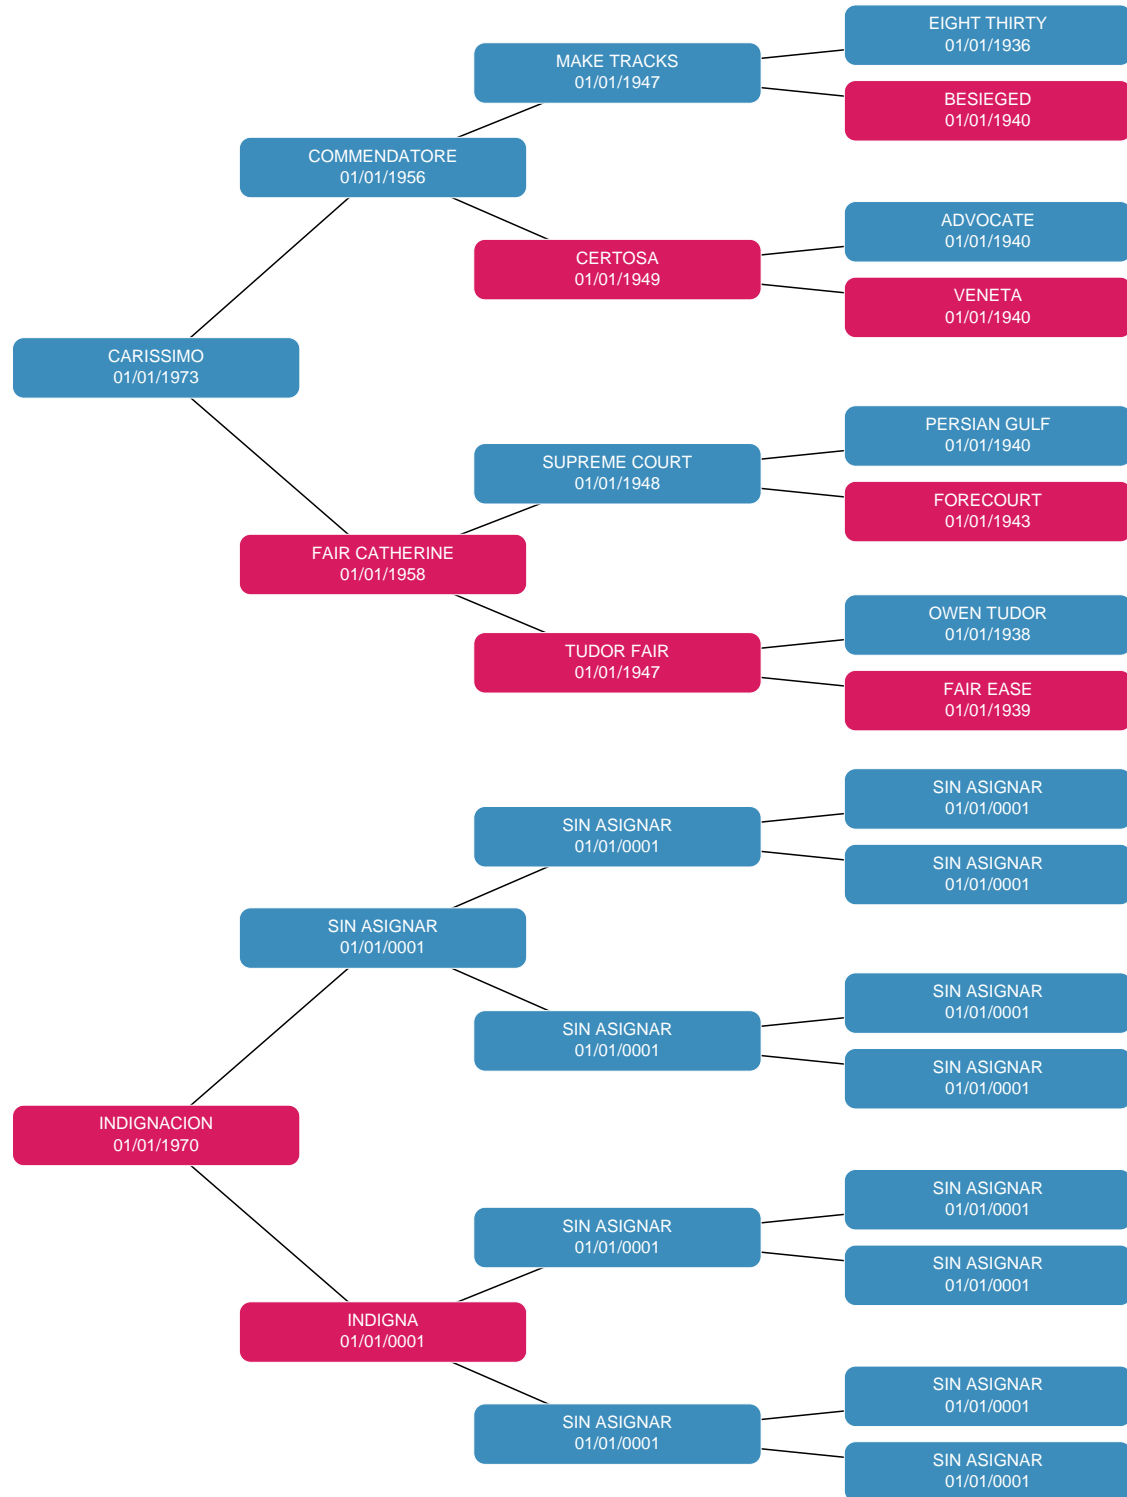 EIGHT THIRTY
01/01/1936
MAKE TRACKS
01/01/1947
BESIEGED
01/01/1940
COMMENDATORE
01/01/1956
ADVOCATE
01/01/1940
CERTOSA
01/01/1949
VENETA
01/01/1940
CARISSIMO
01/01/1973
PERSIAN GULF
01/01/1940
SUPREME COURT
01/01/1948
FORECOURT
01/01/1943
FAIR CATHERINE
01/01/1958
OWEN TUDOR
01/01/1938
TUDOR FAIR
01/01/1947
FAIR EASE
01/01/1939
SIN ASIGNAR
01/01/0001
SIN ASIGNAR
01/01/0001
SIN ASIGNAR
01/01/0001
SIN ASIGNAR
01/01/0001
SIN ASIGNAR
01/01/0001
SIN ASIGNAR
01/01/0001
SIN ASIGNAR
01/01/0001
INDIGNACION
01/01/1970
SIN ASIGNAR
01/01/0001
SIN ASIGNAR
01/01/0001
SIN ASIGNAR
01/01/0001
INDIGNA
01/01/0001
SIN ASIGNAR
01/01/0001
SIN ASIGNAR
01/01/0001
SIN ASIGNAR
01/01/0001